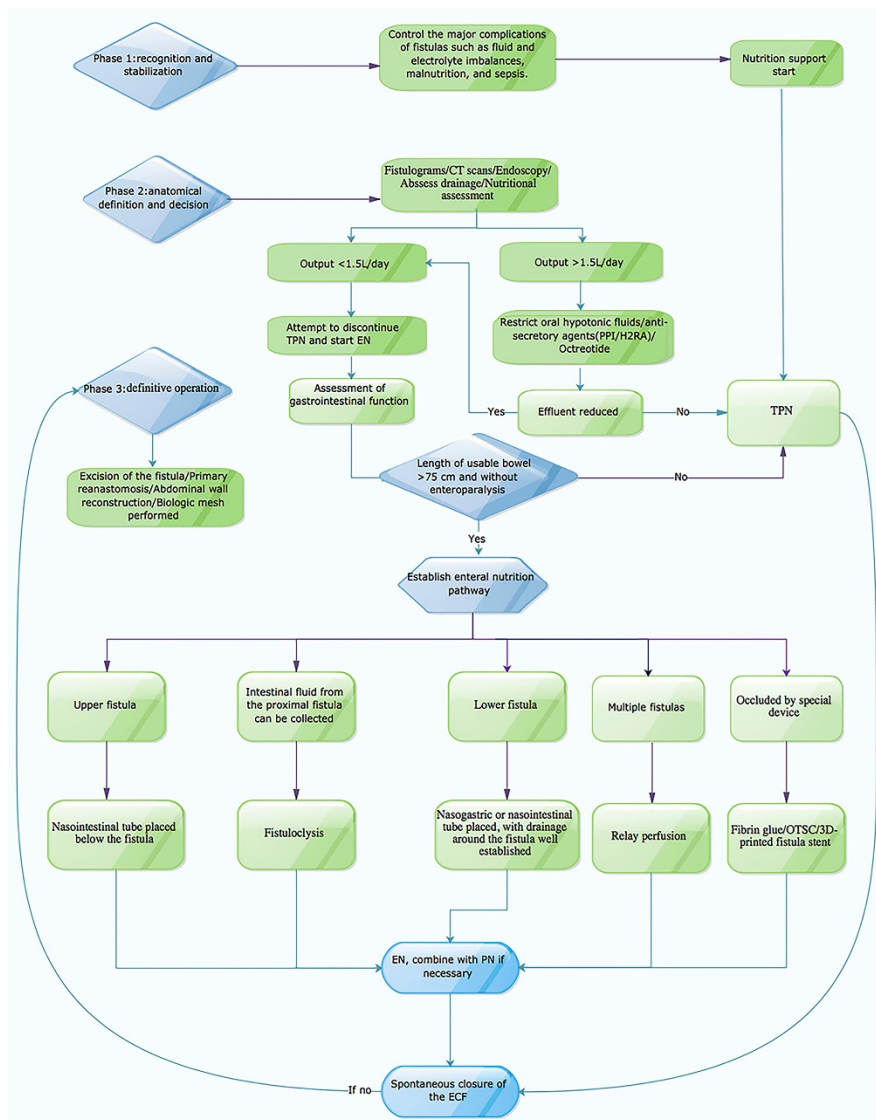 Phase 1:recognition and
stabilization
Control the major complications
of fistulas such as fluid and
electrolyte imbalances,
malnutrition, and sepsis.
Nutrition support
start
Phase 2:anatomical
definition and decision
Fistulograms/CT scans/Endoscopy/
Abssess drainage/Nutritional
assessment
Output <1.5L/day
Output >1.5L/day
Attempt to discontinue
TPN and start EN
Restrict oral hypotonic fluids/anti-
secretory agents(PPI/H2RA)/
Octreotide
Phase 3:definitive operation
Assessment of
gastrointestinal function
Yes
Effluent reduced
No
TPN
Excision of the fistula/Primary
reanastomosis/Abdominal wall
reconstruction/Biologic mesh
performed
Length of usable bowel
>75 cm and without
enteroparalysis
No
Yes
Establish enteral nutrition
pathway
Upper fistula
Intestinal fluid from
the proximal fistula
can be collected
Lower fistula
Multiple fistulas
Occluded by special
device
Nasointestinal tube placed
below the fistula
Fistuloclysis
Nasogastric or nasointestinal
tube placed, with drainage
around the fistula well
established
Relay perfusion
Fibrin glue/OTSC/3D-
printed fistula stent
EN, combine with PN if
necessary
If no
Spontaneous closure of
the ECF